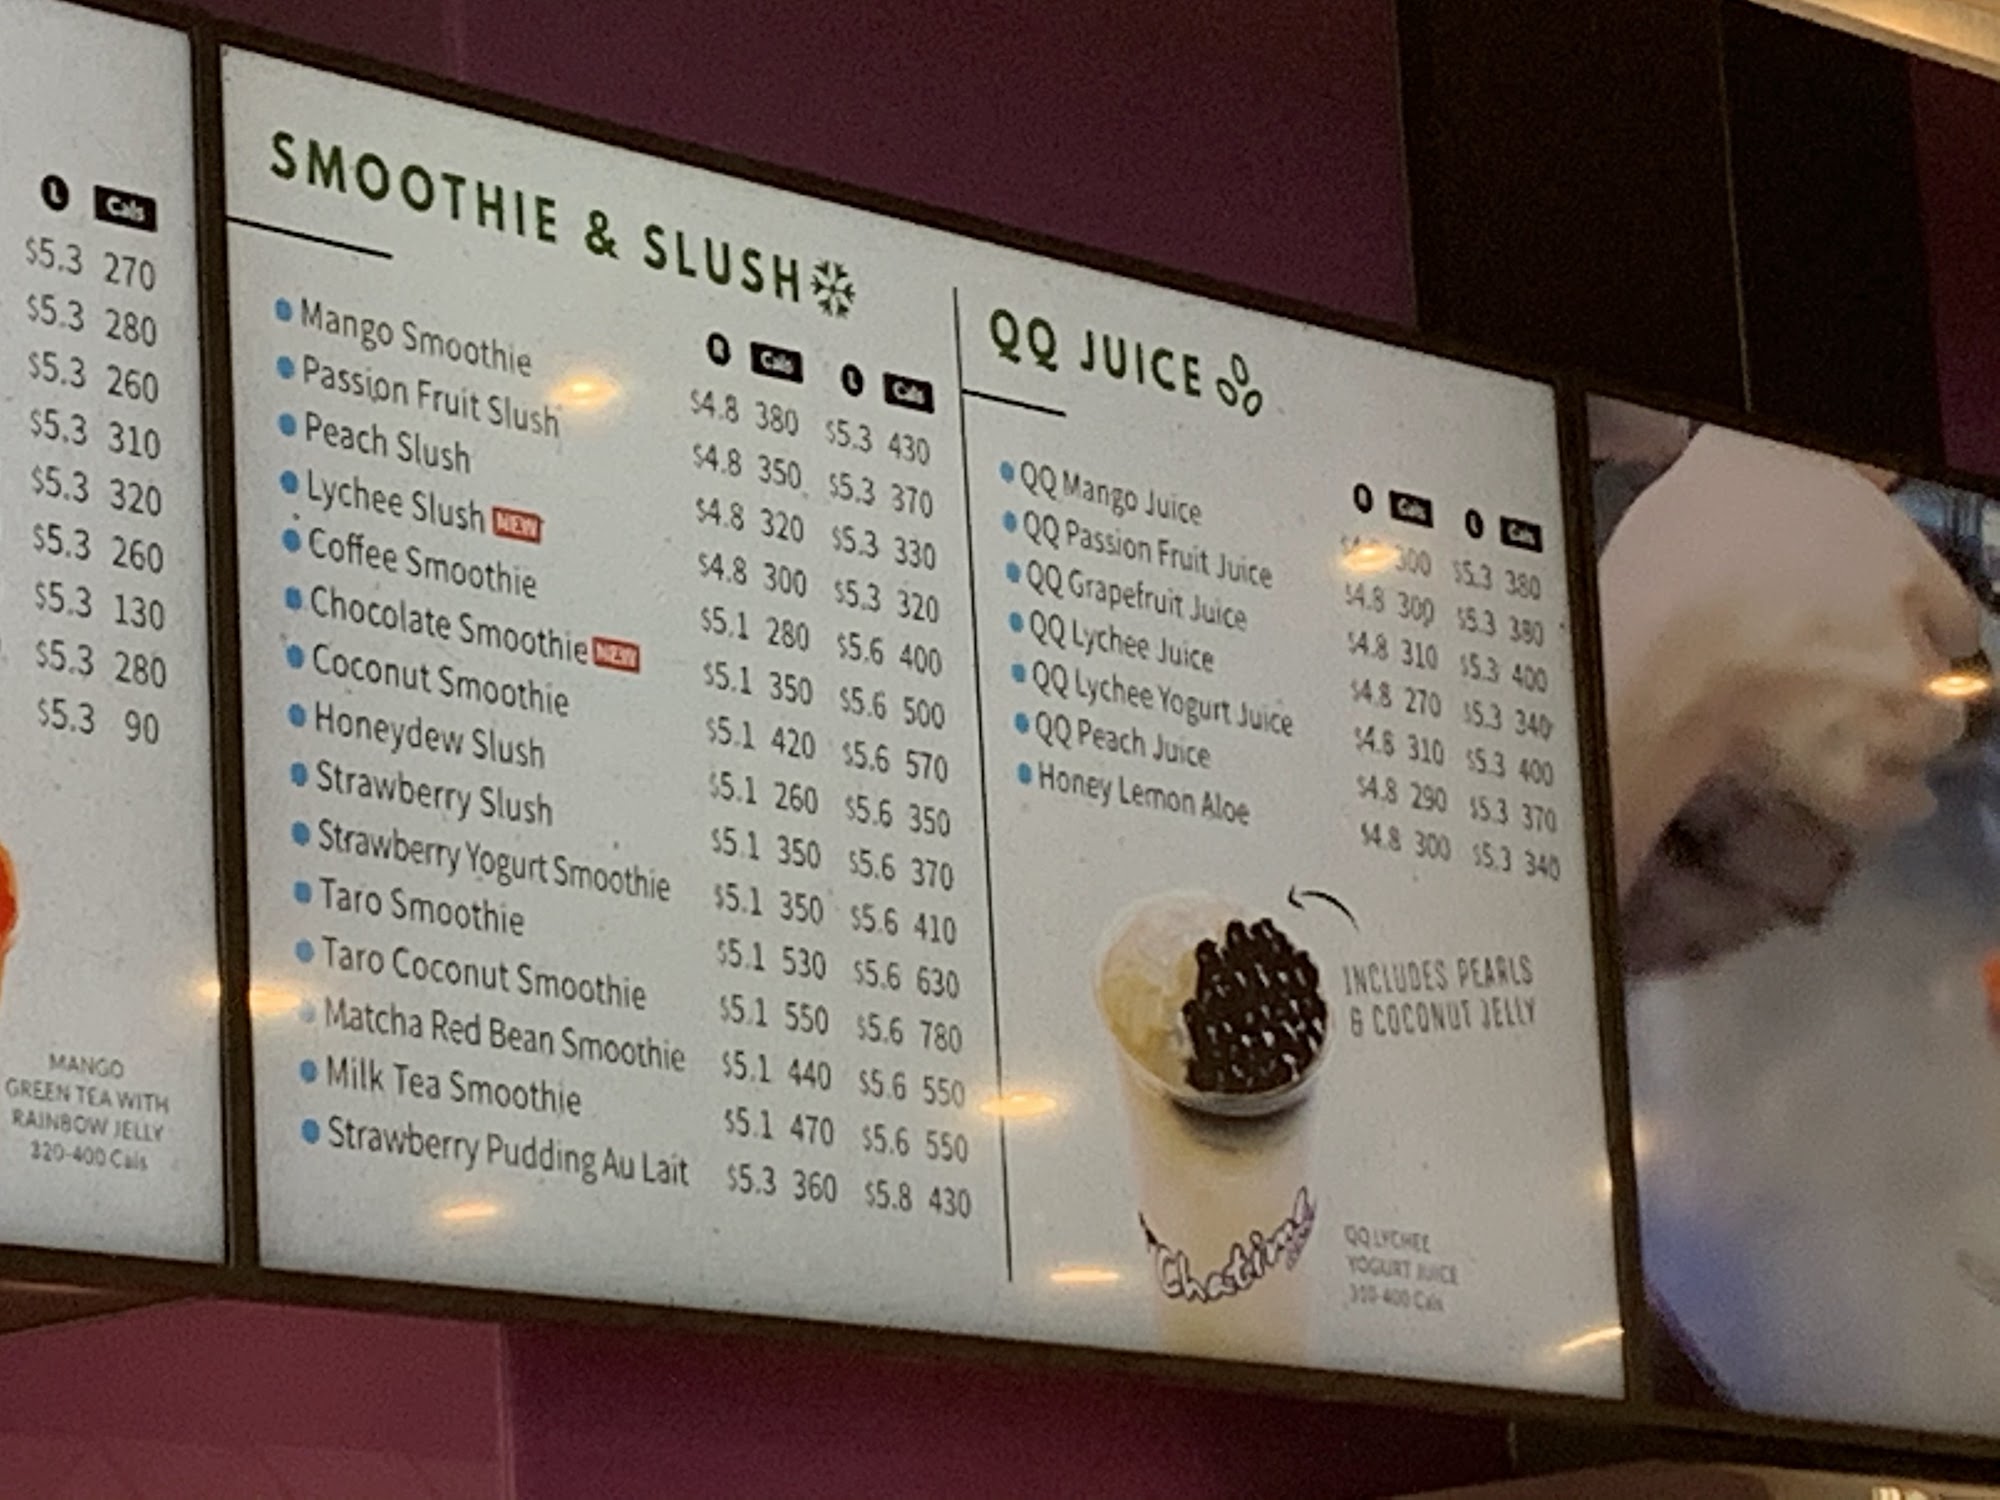 L Cals
$5.3 270
$5.3 280
$5.3 260
$5.3 310
$5.3 320
$5.3 260
$5.3 130
$5.3 280
$5.3 90
MANGO
GREEN TEA WITH
RAINBOW JELLY
320-400 Cals
SMOOTHIE & SLUSH
R Cals L Cals
Mango Smoothie $4.8 380 $5.3 430
Passion Fruit Slush $4.8 350 $5.3 370
Peach Slush $4.8 320 $5.3 330
Lychee Slush NEW $4.8 300 $5.3 320
Coffee Smoothie $5.1 280 $5.6 400
Chocolate Smoothie NEW $5.1 350 $5.6 500
Coconut Smoothie $5.1 420 $5.6 570
Honeydew Slush $5.1 260 $5.6 350
Strawberry Slush $5.1 350 $5.6 370
Strawberry Yogurt Smoothie $5.1 350 $5.6 410
Taro Smoothie $5.1 530 $5.6 630
Taro Coconut Smoothie $5.1 550 $5.6 780
Matcha Red Bean Smoothie $5.1 440 $5.6 550
Milk Tea Smoothie $5.1 470 $5.6 550
Strawberry Pudding Au Lait $5.3 360 $5.8 430
QQ JUICE
R Cals L Cals
QQ Mango Juice 300 $5.3 380
QQ Passion Fruit Juice $4.8 300 $5.3 380
QQ Grapefruit Juice $4.8 310 $5.3 400
QQ Lychee Juice $4.8 270 $5.3 340
QQ Lychee Yogurt Juice $4.8 310 $5.3 400
QQ Peach Juice $4.8 290 $5.3 370
Honey Lemon Aloe $4.8 300 $5.3 340
INCLUDES PEARLS
& COCONUT JELLY
Chatime
QQ LYCHEE
YOGURT JUICE
310-400 Cals